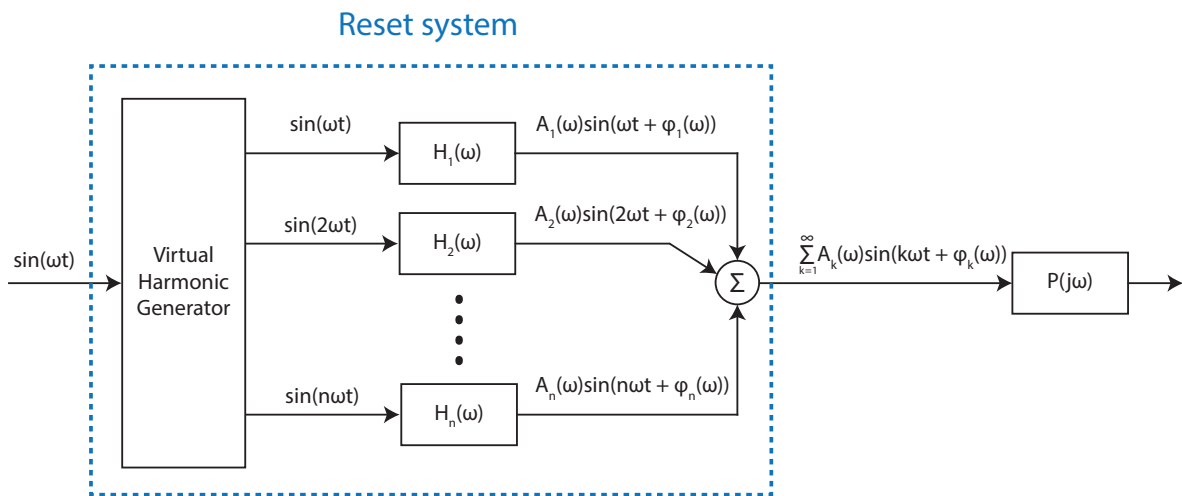 Reset system
sin(ωt)
Virtual
Harmonic
Generator
sin(ωt)
H₁(ω)
A₁(ω)sin(ωt + φ₁(ω))
sin(2ωt)
H₂(ω)
A₂(ω)sin(2ωt + φ₂(ω))
sin(nωt)
Hₙ(ω)
Aₙ(ω)sin(nωt + φₙ(ω))
Σ
∞
Σ Aₖ(ω)sin(kωt + φₖ(ω))
k=1
P(jω)